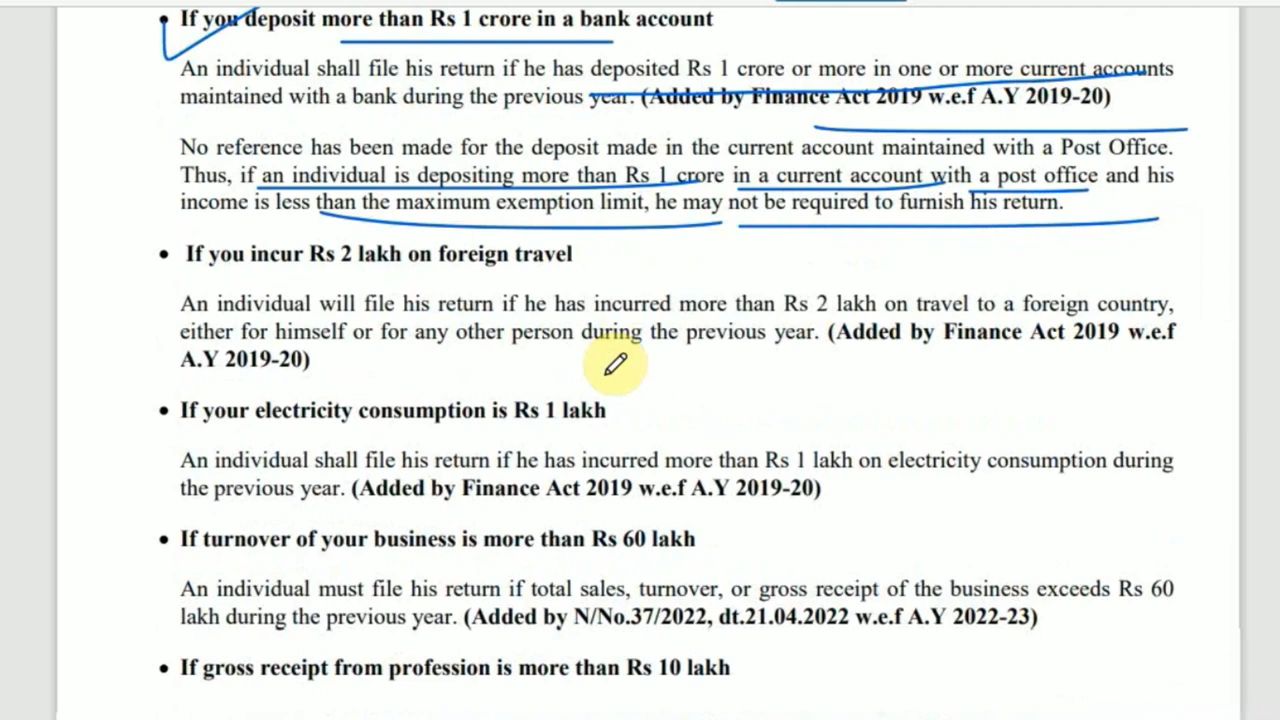 • If you deposit more than Rs 1 crore in a bank account
An individual shall file his return if he has deposited Rs 1 crore or more in one or more current accounts
maintained with a bank during the previous year. (Added by Finance Act 2019 w.e.f A.Y 2019-20)
No reference has been made for the deposit made in the current account maintained with a Post Office.
Thus, if an individual is depositing more than Rs 1 crore in a current account with a post office and his
income is less than the maximum exemption limit, he may not be required to furnish his return.
• If you incur Rs 2 lakh on foreign travel
An individual will file his return if he has incurred more than Rs 2 lakh on travel to a foreign country,
either for himself or for any other person during the previous year. (Added by Finance Act 2019 w.e.f
A.Y 2019-20)
• If your electricity consumption is Rs 1 lakh
An individual shall file his return if he has incurred more than Rs 1 lakh on electricity consumption during
the previous year. (Added by Finance Act 2019 w.e.f A.Y 2019-20)
• If turnover of your business is more than Rs 60 lakh
An individual must file his return if total sales, turnover, or gross receipt of the business exceeds Rs 60
lakh during the previous year. (Added by N/No.37/2022, dt.21.04.2022 w.e.f A.Y 2022-23)
• If gross receipt from profession is more than Rs 10 lakh